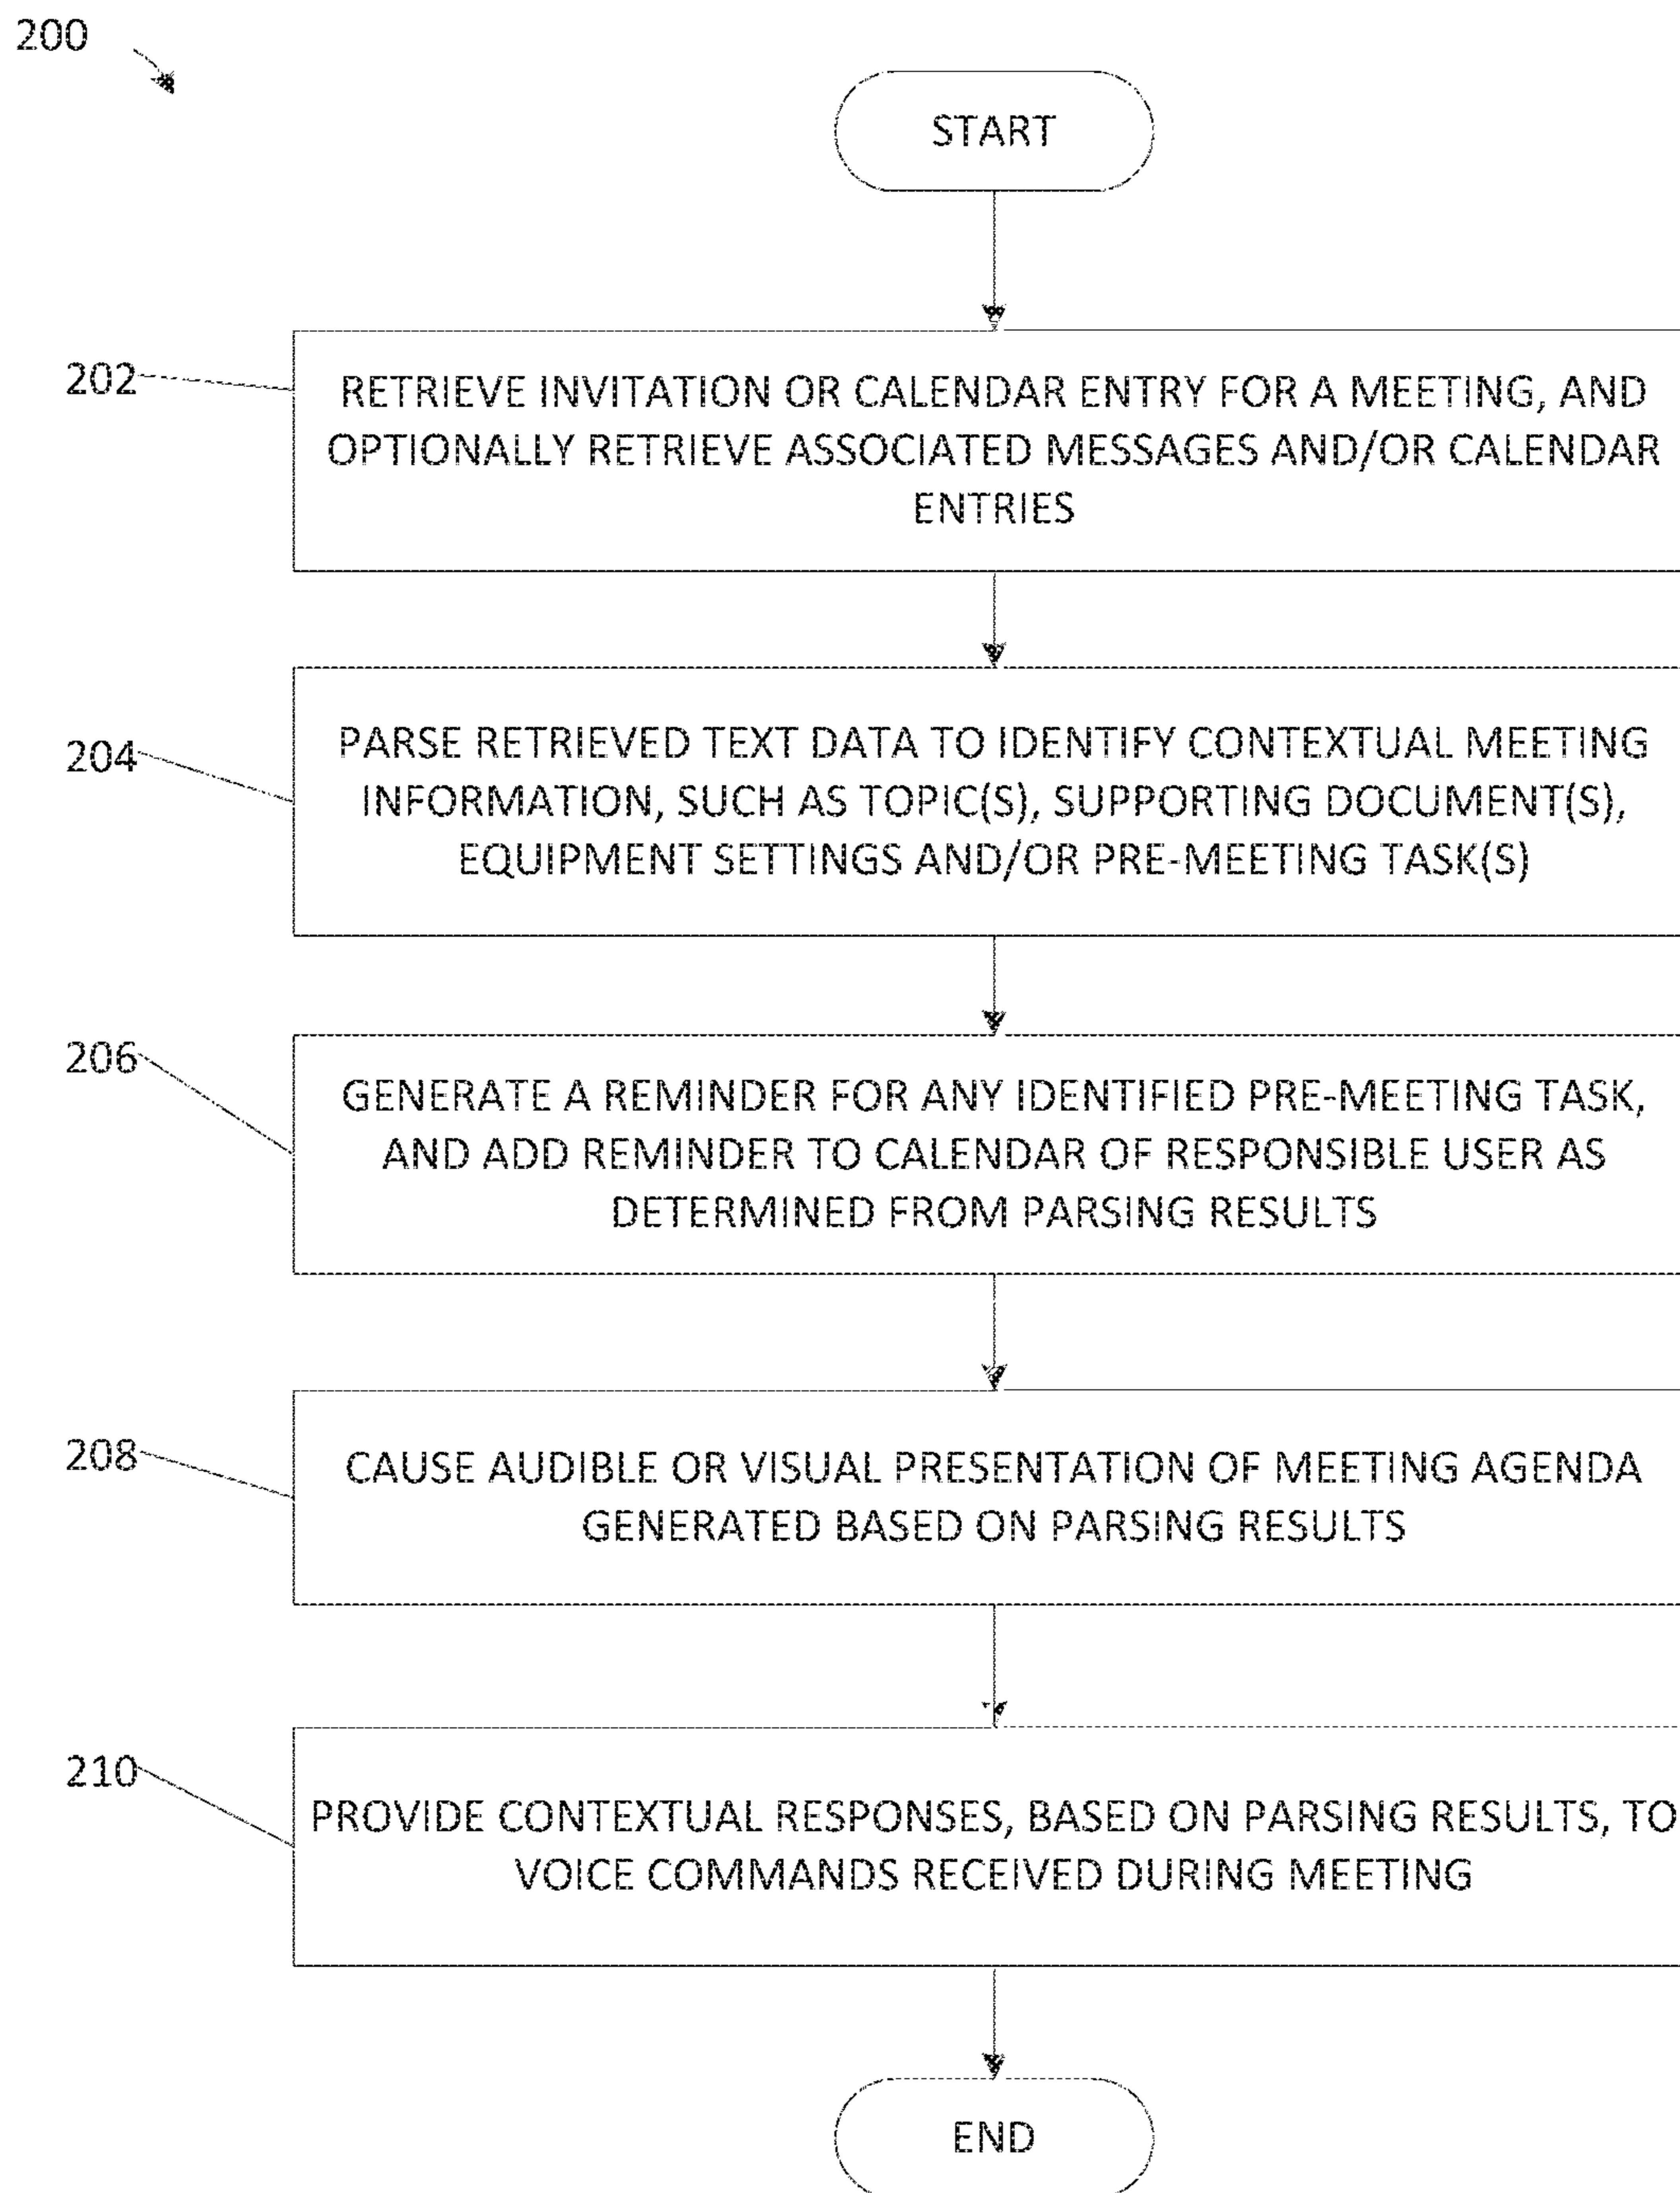 200
START
202
RETRIEVE INVITATION OR CALENDAR ENTRY FOR A MEETING, AND
OPTIONALLY RETRIEVE ASSOCIATED MESSAGES AND/OR CALENDAR
ENTRIES
204
PARSE RETRIEVED TEXT DATA TO IDENTIFY CONTEXTUAL MEETING
INFORMATION, SUCH AS TOPIC(S), SUPPORTING DOCUMENT(S),
EQUIPMENT SETTINGS AND/OR PRE-MEETING TASK(S)
206
GENERATE A REMINDER FOR ANY IDENTIFIED PRE-MEETING TASK,
AND ADD REMINDER TO CALENDAR OF RESPONSIBLE USER AS
DETERMINED FROM PARSING RESULTS
208
CAUSE AUDIBLE OR VISUAL PRESENTATION OF MEETING AGENDA
GENERATED BASED ON PARSING RESULTS
210
PROVIDE CONTEXTUAL RESPONSES, BASED ON PARSING RESULTS, TO
VOICE COMMANDS RECEIVED DURING MEETING
END